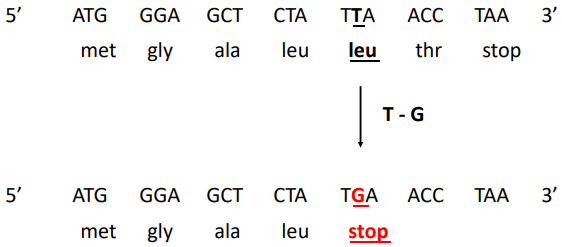 5’ ATG GGA GCT CTA TTA ACC TAA 3’
met gly ala leu leu thr stop
T - G
5’ ATG GGA GCT CTA TGA ACC TAA 3’
met gly ala leu stop